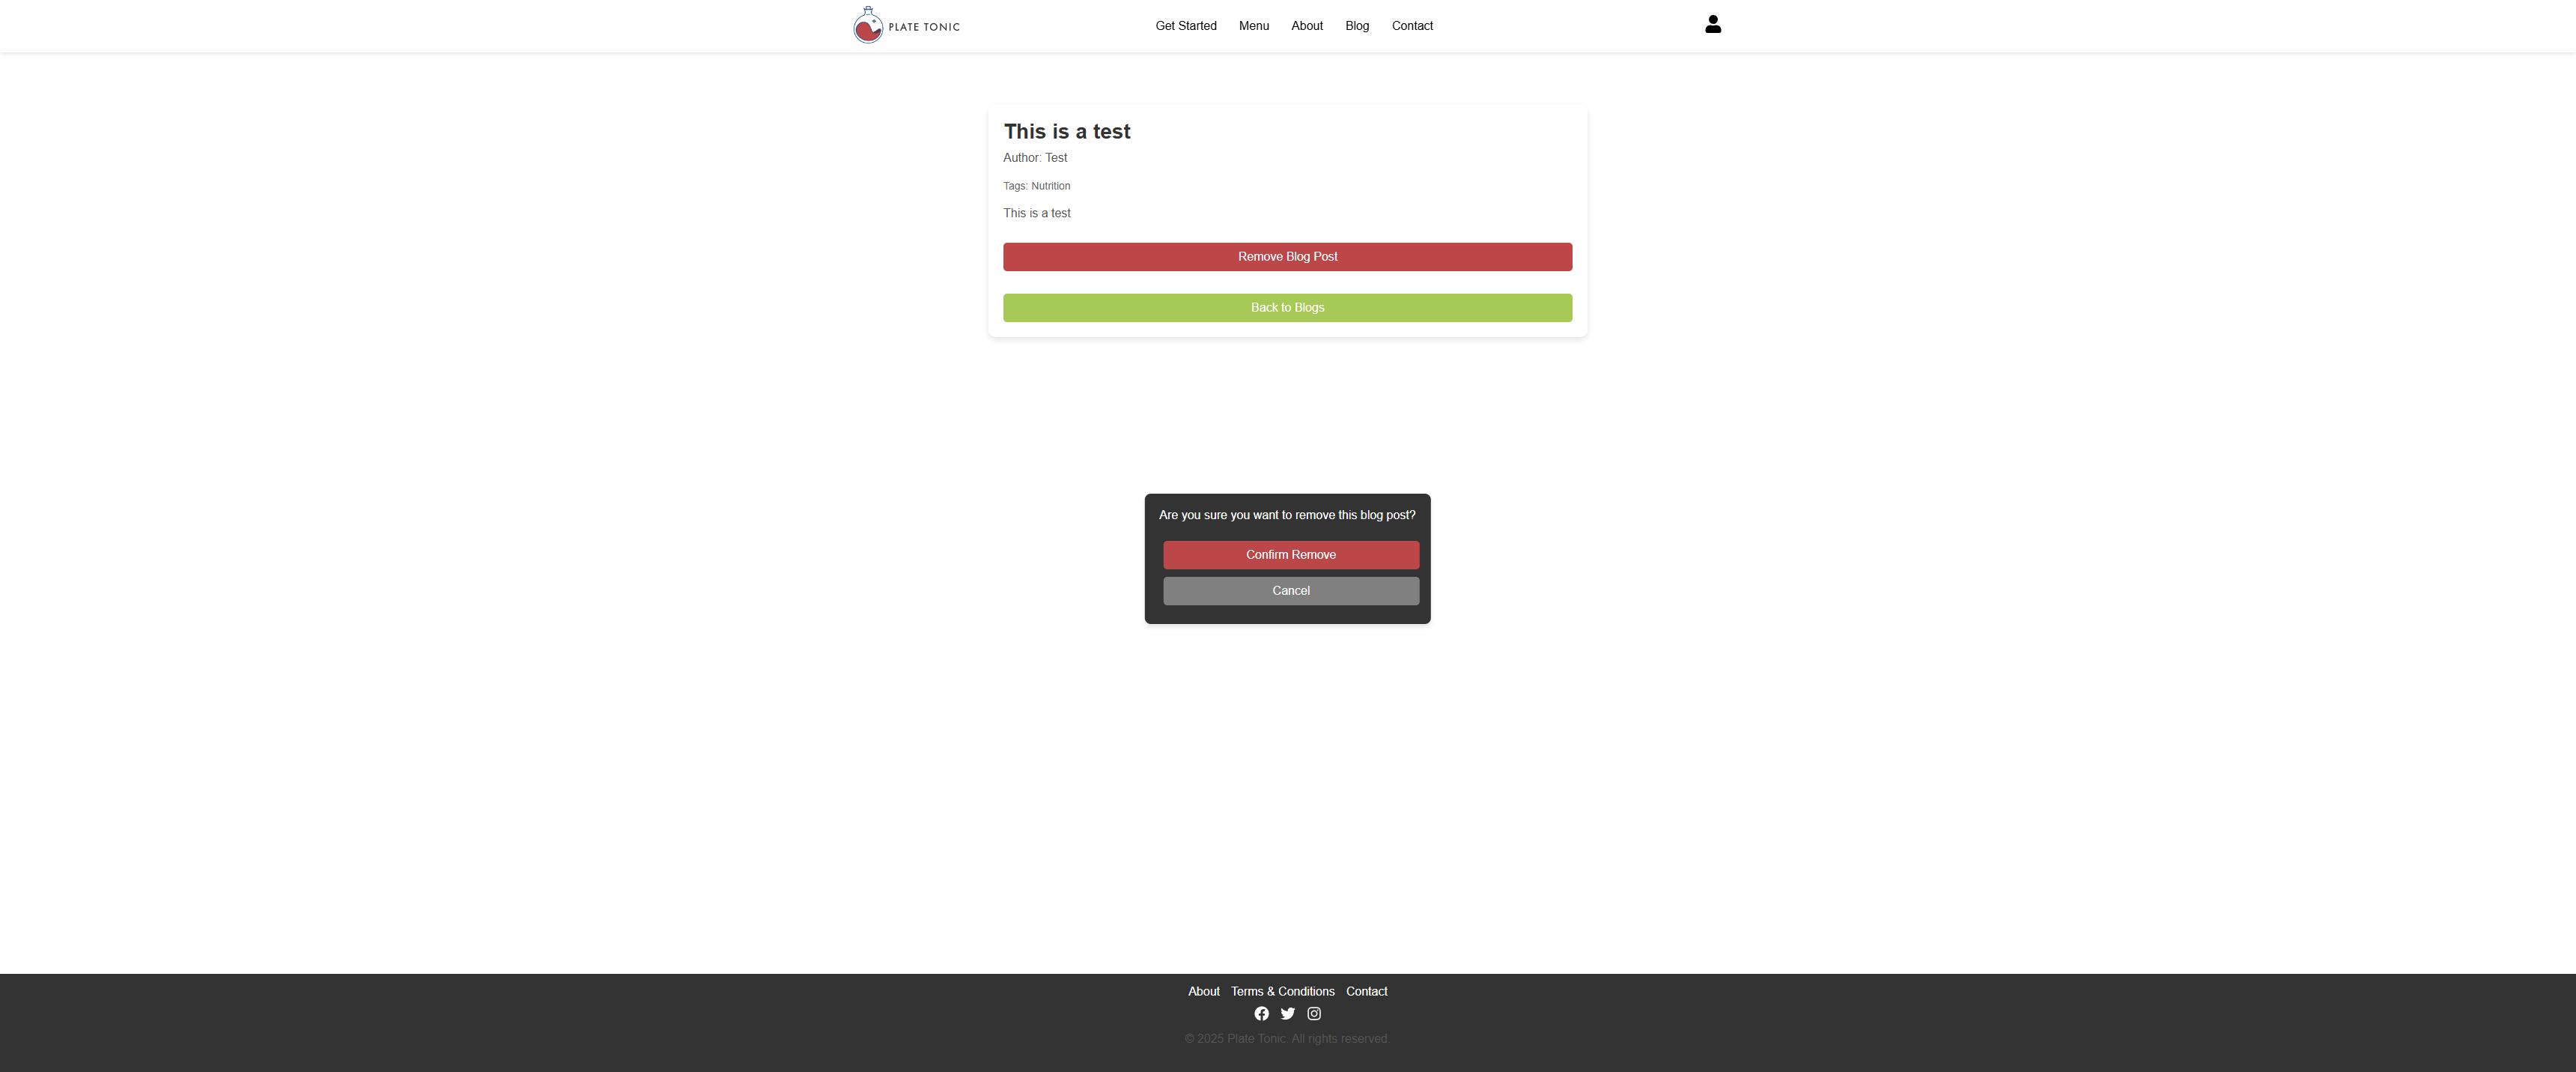 PLATE TONIC
Get Started Menu About Blog Contact
This is a test
Author: Test
Tags: Nutrition
This is a test
Remove Blog Post
Back to Blogs
Are you sure you want to remove this blog post?
Confirm Remove
Cancel
About Terms & Conditions Contact
© 2025 Plate Tonic. All rights reserved.